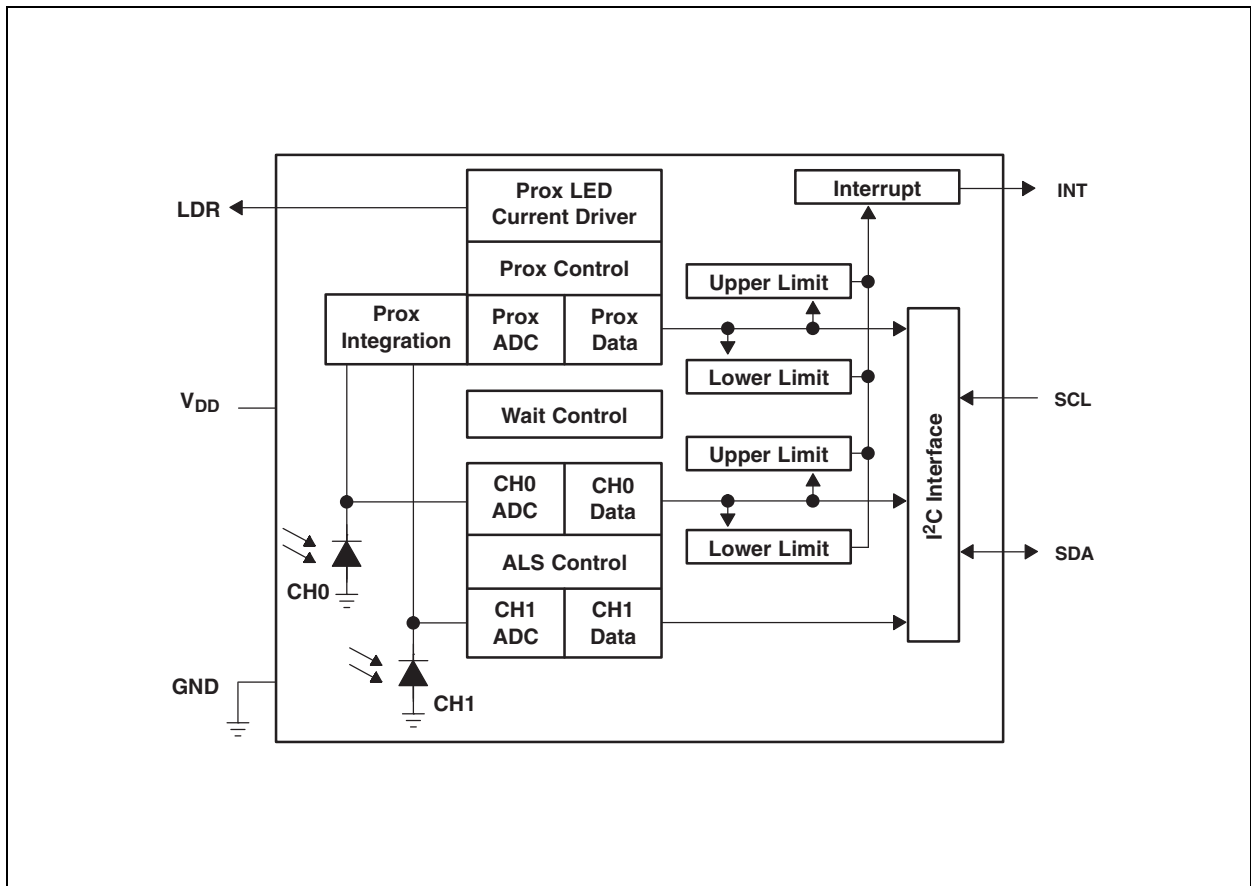 LDR
Prox LED
Current Driver
Interrupt
INT
Prox Control
Upper Limit
Prox
Integration
Prox
ADC
Prox
Data
Lower Limit
VDD
Wait Control
SCL
Upper Limit
CH0
ADC
CH0
Data
Lower Limit
I2C Interface
SDA
ALS Control
CH0
CH1
ADC
CH1
Data
GND
CH1